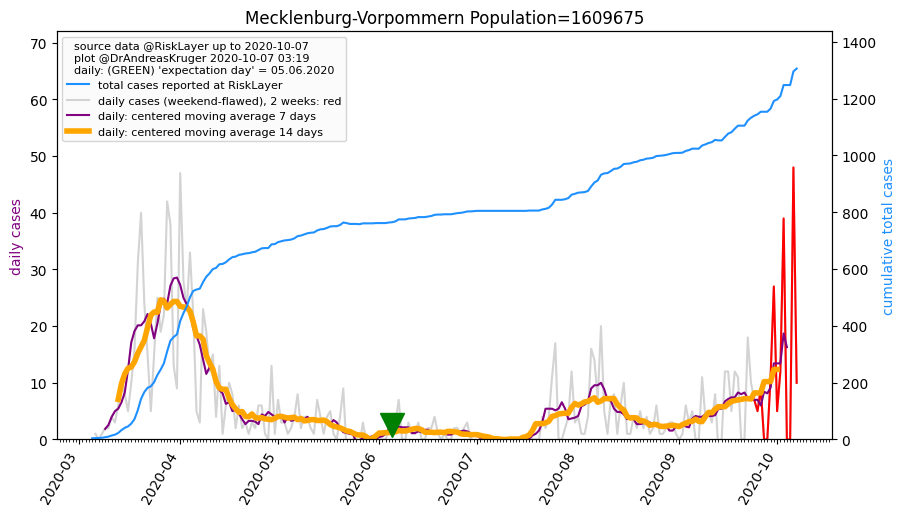 Mecklenburg-Vorpommern Population=1609675
source data @RiskLayer up to 2020-10-07
plot @DrAndreasKruger 2020-10-07 03:19
daily: (GREEN) 'expectation day' = 05.06.2020
total cases reported at RiskLayer
daily cases (weekend-flawed), 2 weeks: red
daily: centered moving average 7 days
daily: centered moving average 14 days
daily cases
70
60
50
40
30
20
10
0
cumulative total cases
1400
1200
1000
800
600
400
200
0
2020-03
2020-04
2020-05
2020-06
2020-07
2020-08
2020-09
2020-10